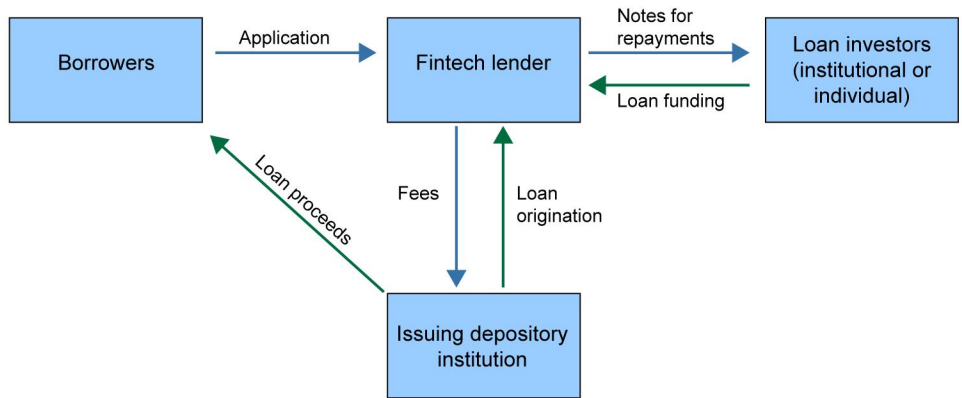 Borrowers
Application
Fintech lender
Notes for
repayments
Loan funding
Loan investors
(institutional or
individual)
Loan proceeds
Fees
Loan
origination
Issuing depository
institution